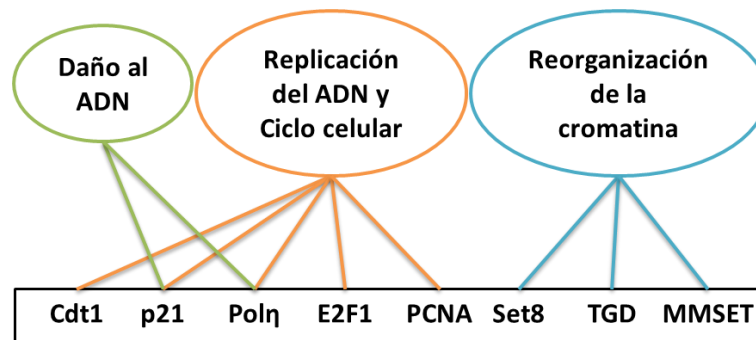 Daño al
ADN
Replicación
del ADN y
Ciclo celular
Reorganización
de la
cromatina
Cdt1 p21 Polη E2F1 PCNA Set8 TGD MMSET